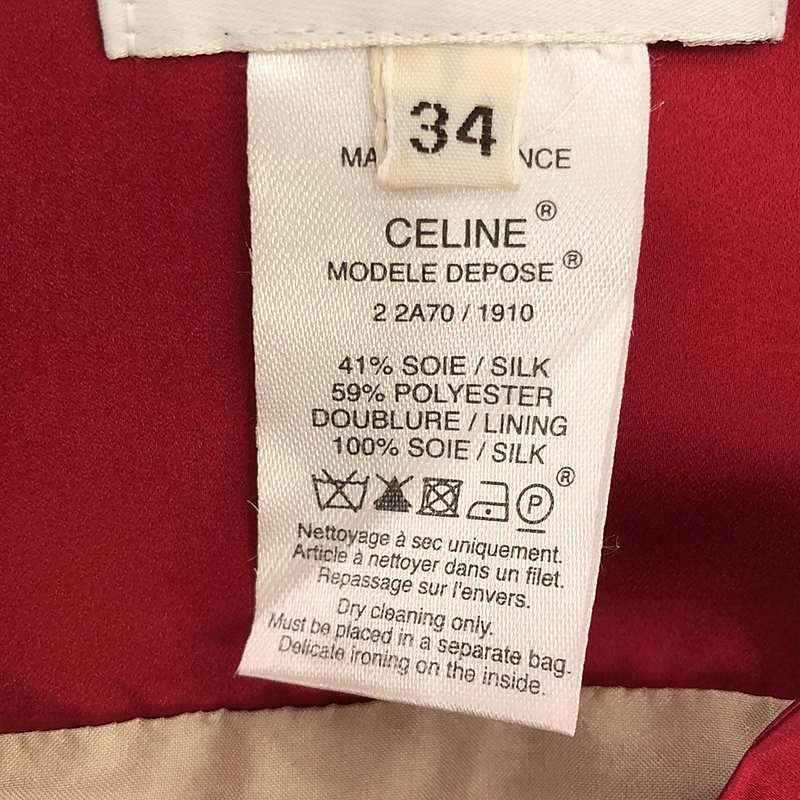 34
MA NCE
CELINE®
MODELE DEPOSE®
2 2A70 / 1910
41% SOIE / SILK
59% POLYESTER
DOUBLURE / LINING
100% SOIE / SILK
P ®
Nettoyage à sec uniquement.
Article à nettoyer dans un filet.
Repassage sur l'envers.
Dry cleaning only.
Must be placed in a separate bag.
Delicate ironing on the inside.